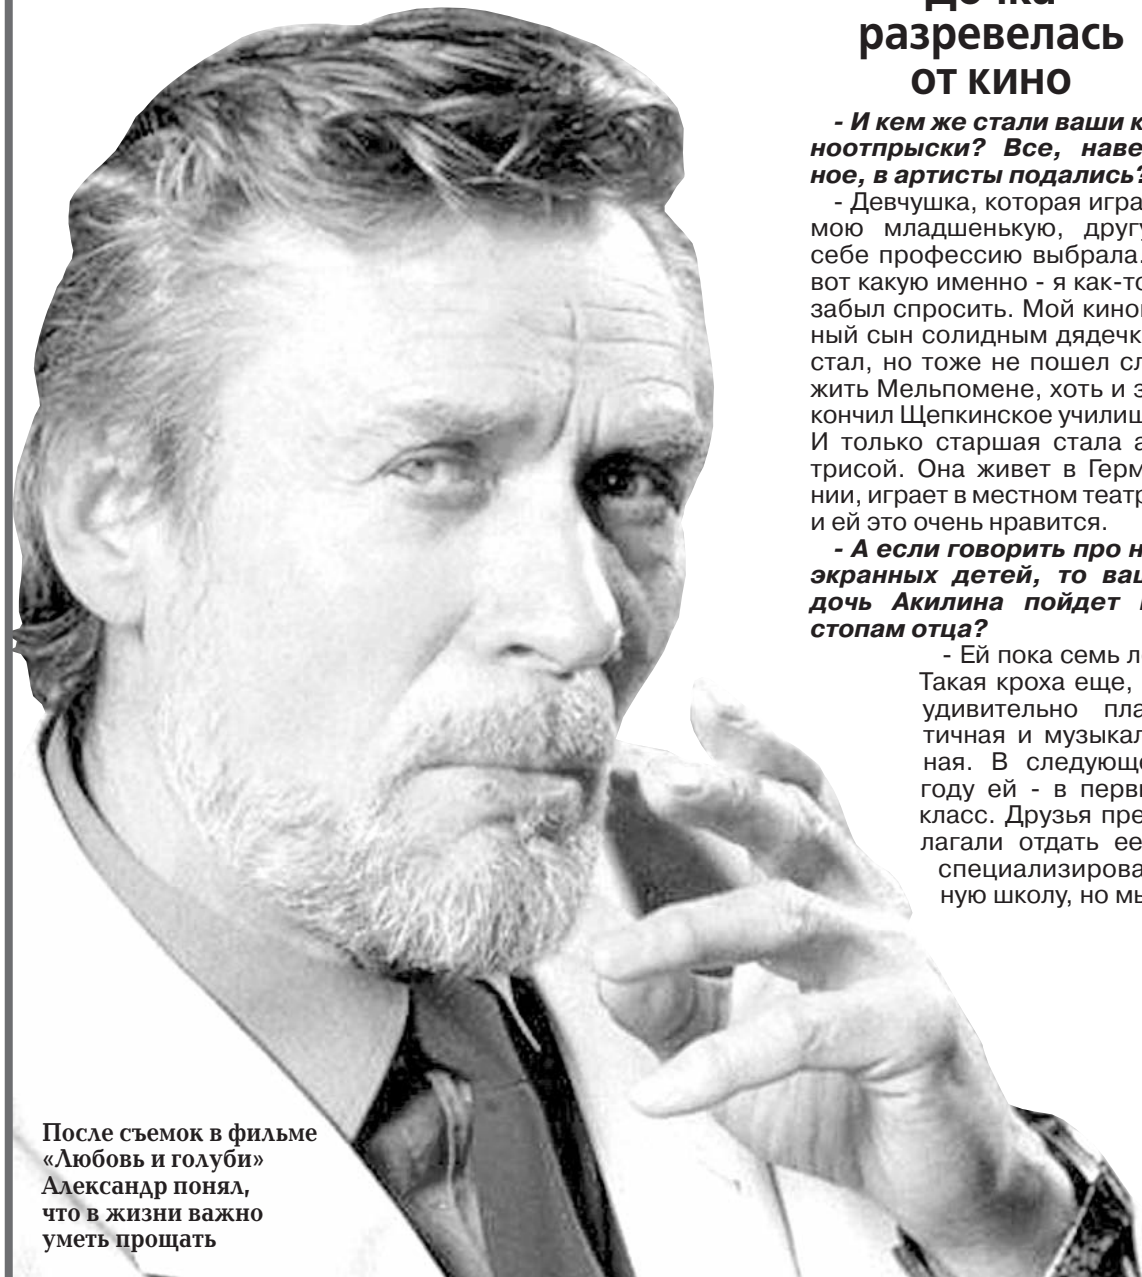 Дочка
разревелась
от кино
- И кем же стали ваши к
ноотпрыски? Все, наве
ное, в артисты подались?
- Девчушка, которая игра
мою младшенькую, другу
себе профессию выбрала.
вот какую именно - я как-то
забыл спросить. Мой кино
ный сын солидным дядечк
стал, но тоже не пошел сл
жить Мельпомене, хоть и з
кончил Щепкинское училищ
И только старшая стала а
трисой. Она живет в Герм
нии, играет в местном театр
и ей это очень нравится.
- А если говорить про н
экранных детей, то ваш
дочь Акилина пойдет
стопам отца?
- Ей пока семь л
Такая кроха еще,
удивительно пла
тичная и музыкал
ная. В следующе
году ей - в перв
класс. Друзья пре
лагали отдать ее
специализирова
ную школу, но мы
После съемок в фильме
«Любовь и голуби»
Александр понял,
что в жизни важно
уметь прощать